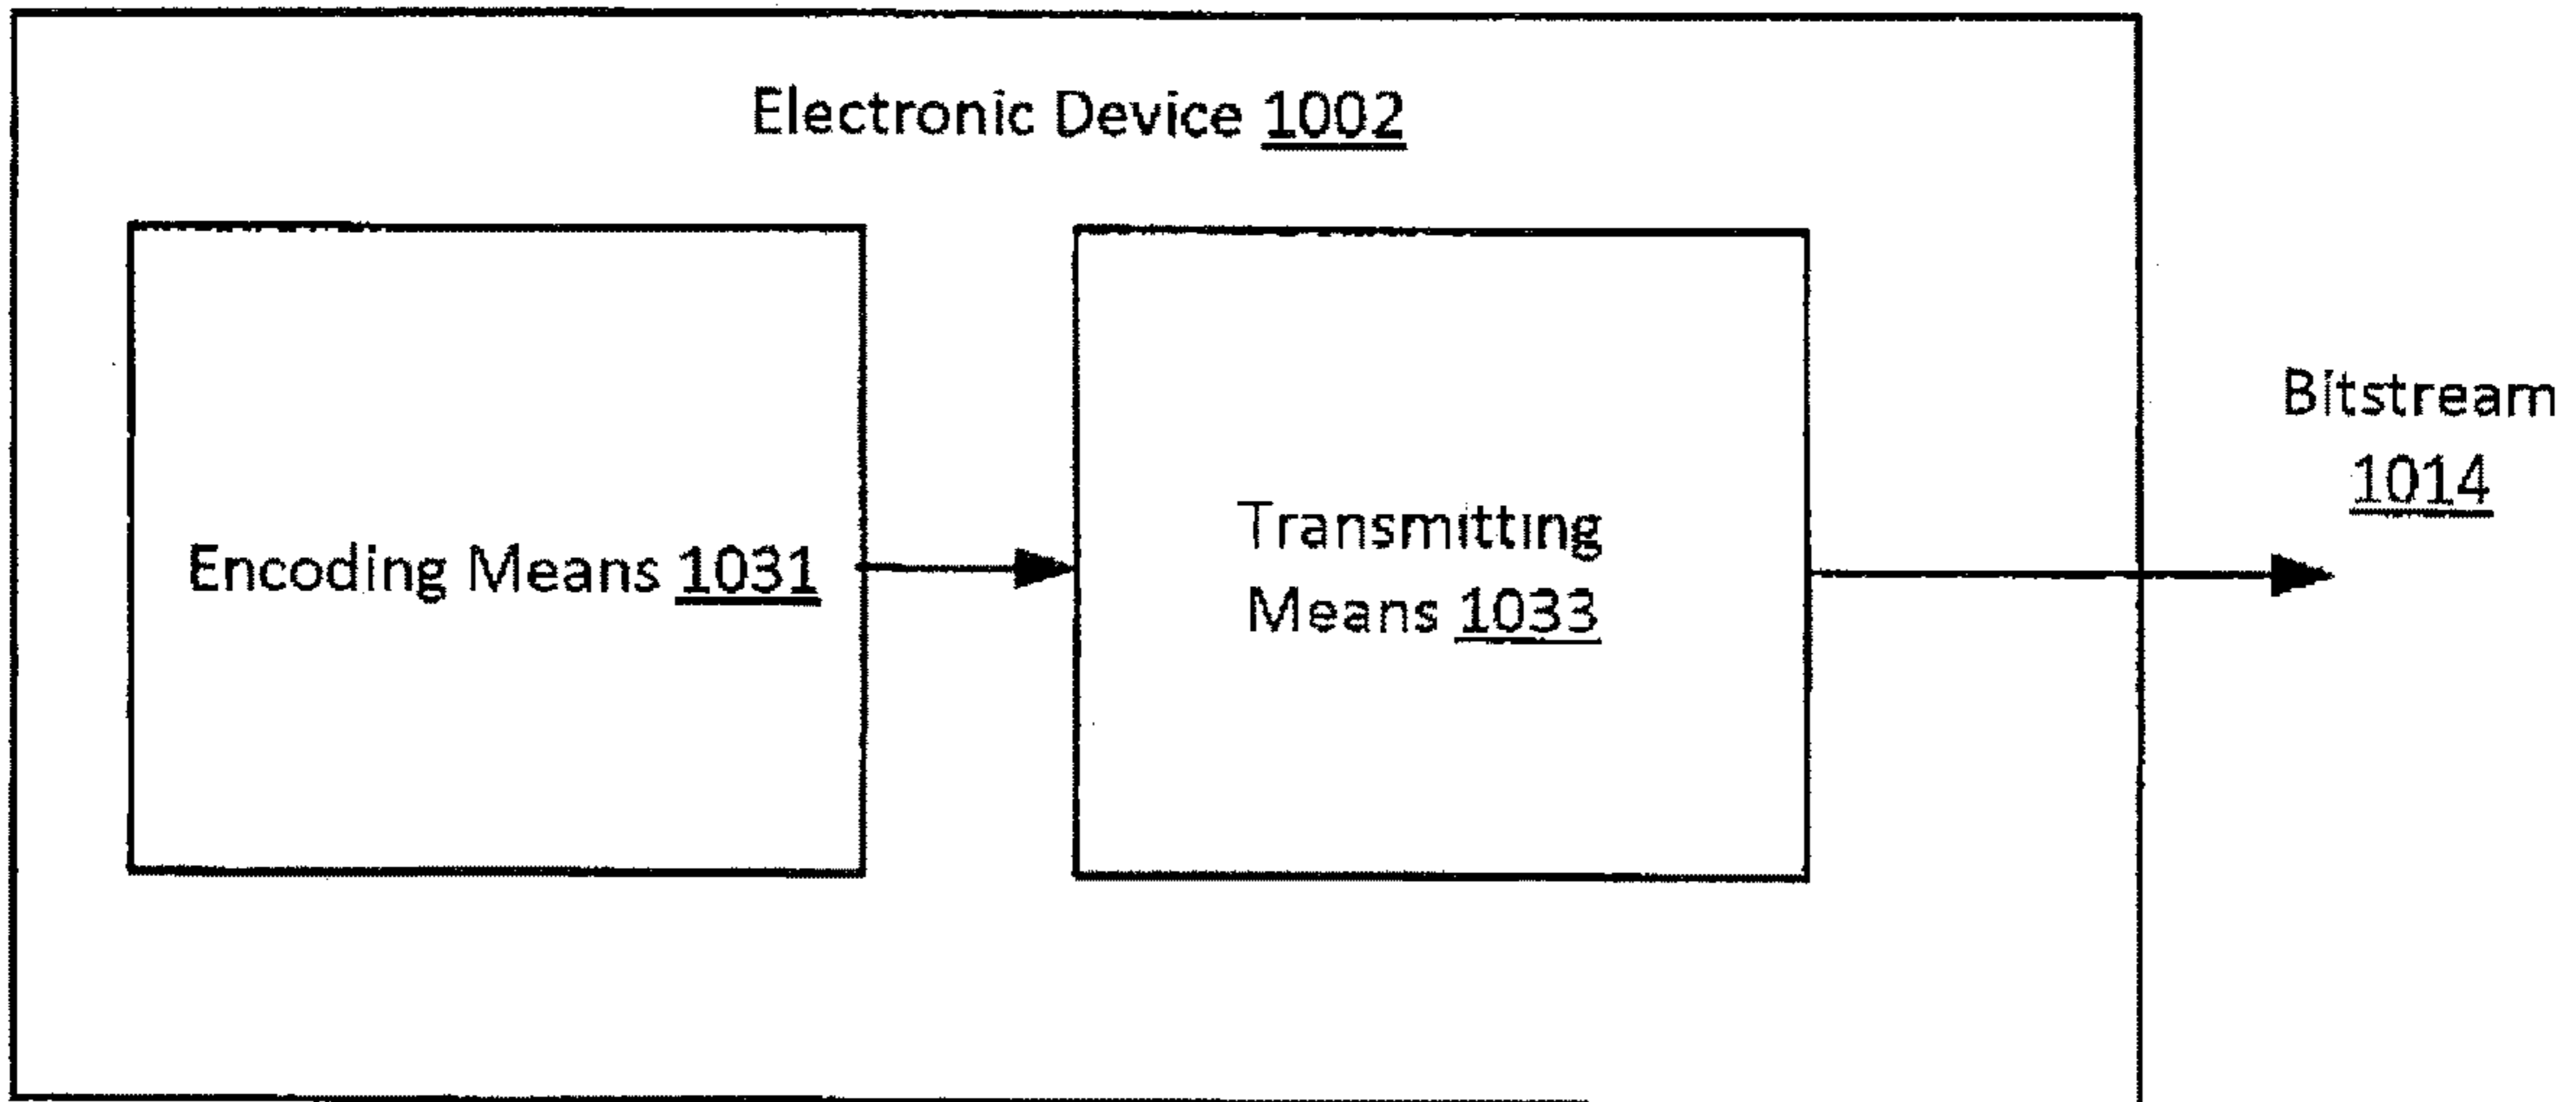 Electronic Device 1002
Encoding Means 1031
Transmitting
Means 1033
Bitstream
1014